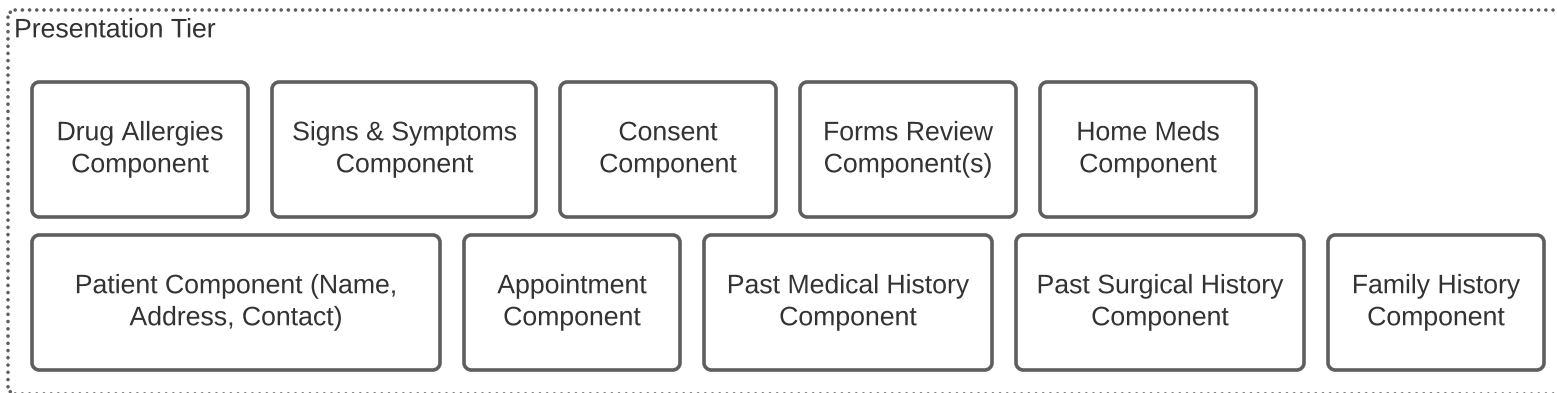 Presentation Tier
Drug Allergies
Component
Signs & Symptoms
Component
Consent
Component
Forms Review
Component(s)
Home Meds
Component
Patient Component (Name,
Address, Contact)
Appointment
Component
Past Medical History
Component
Past Surgical History
Component
Family History
Component